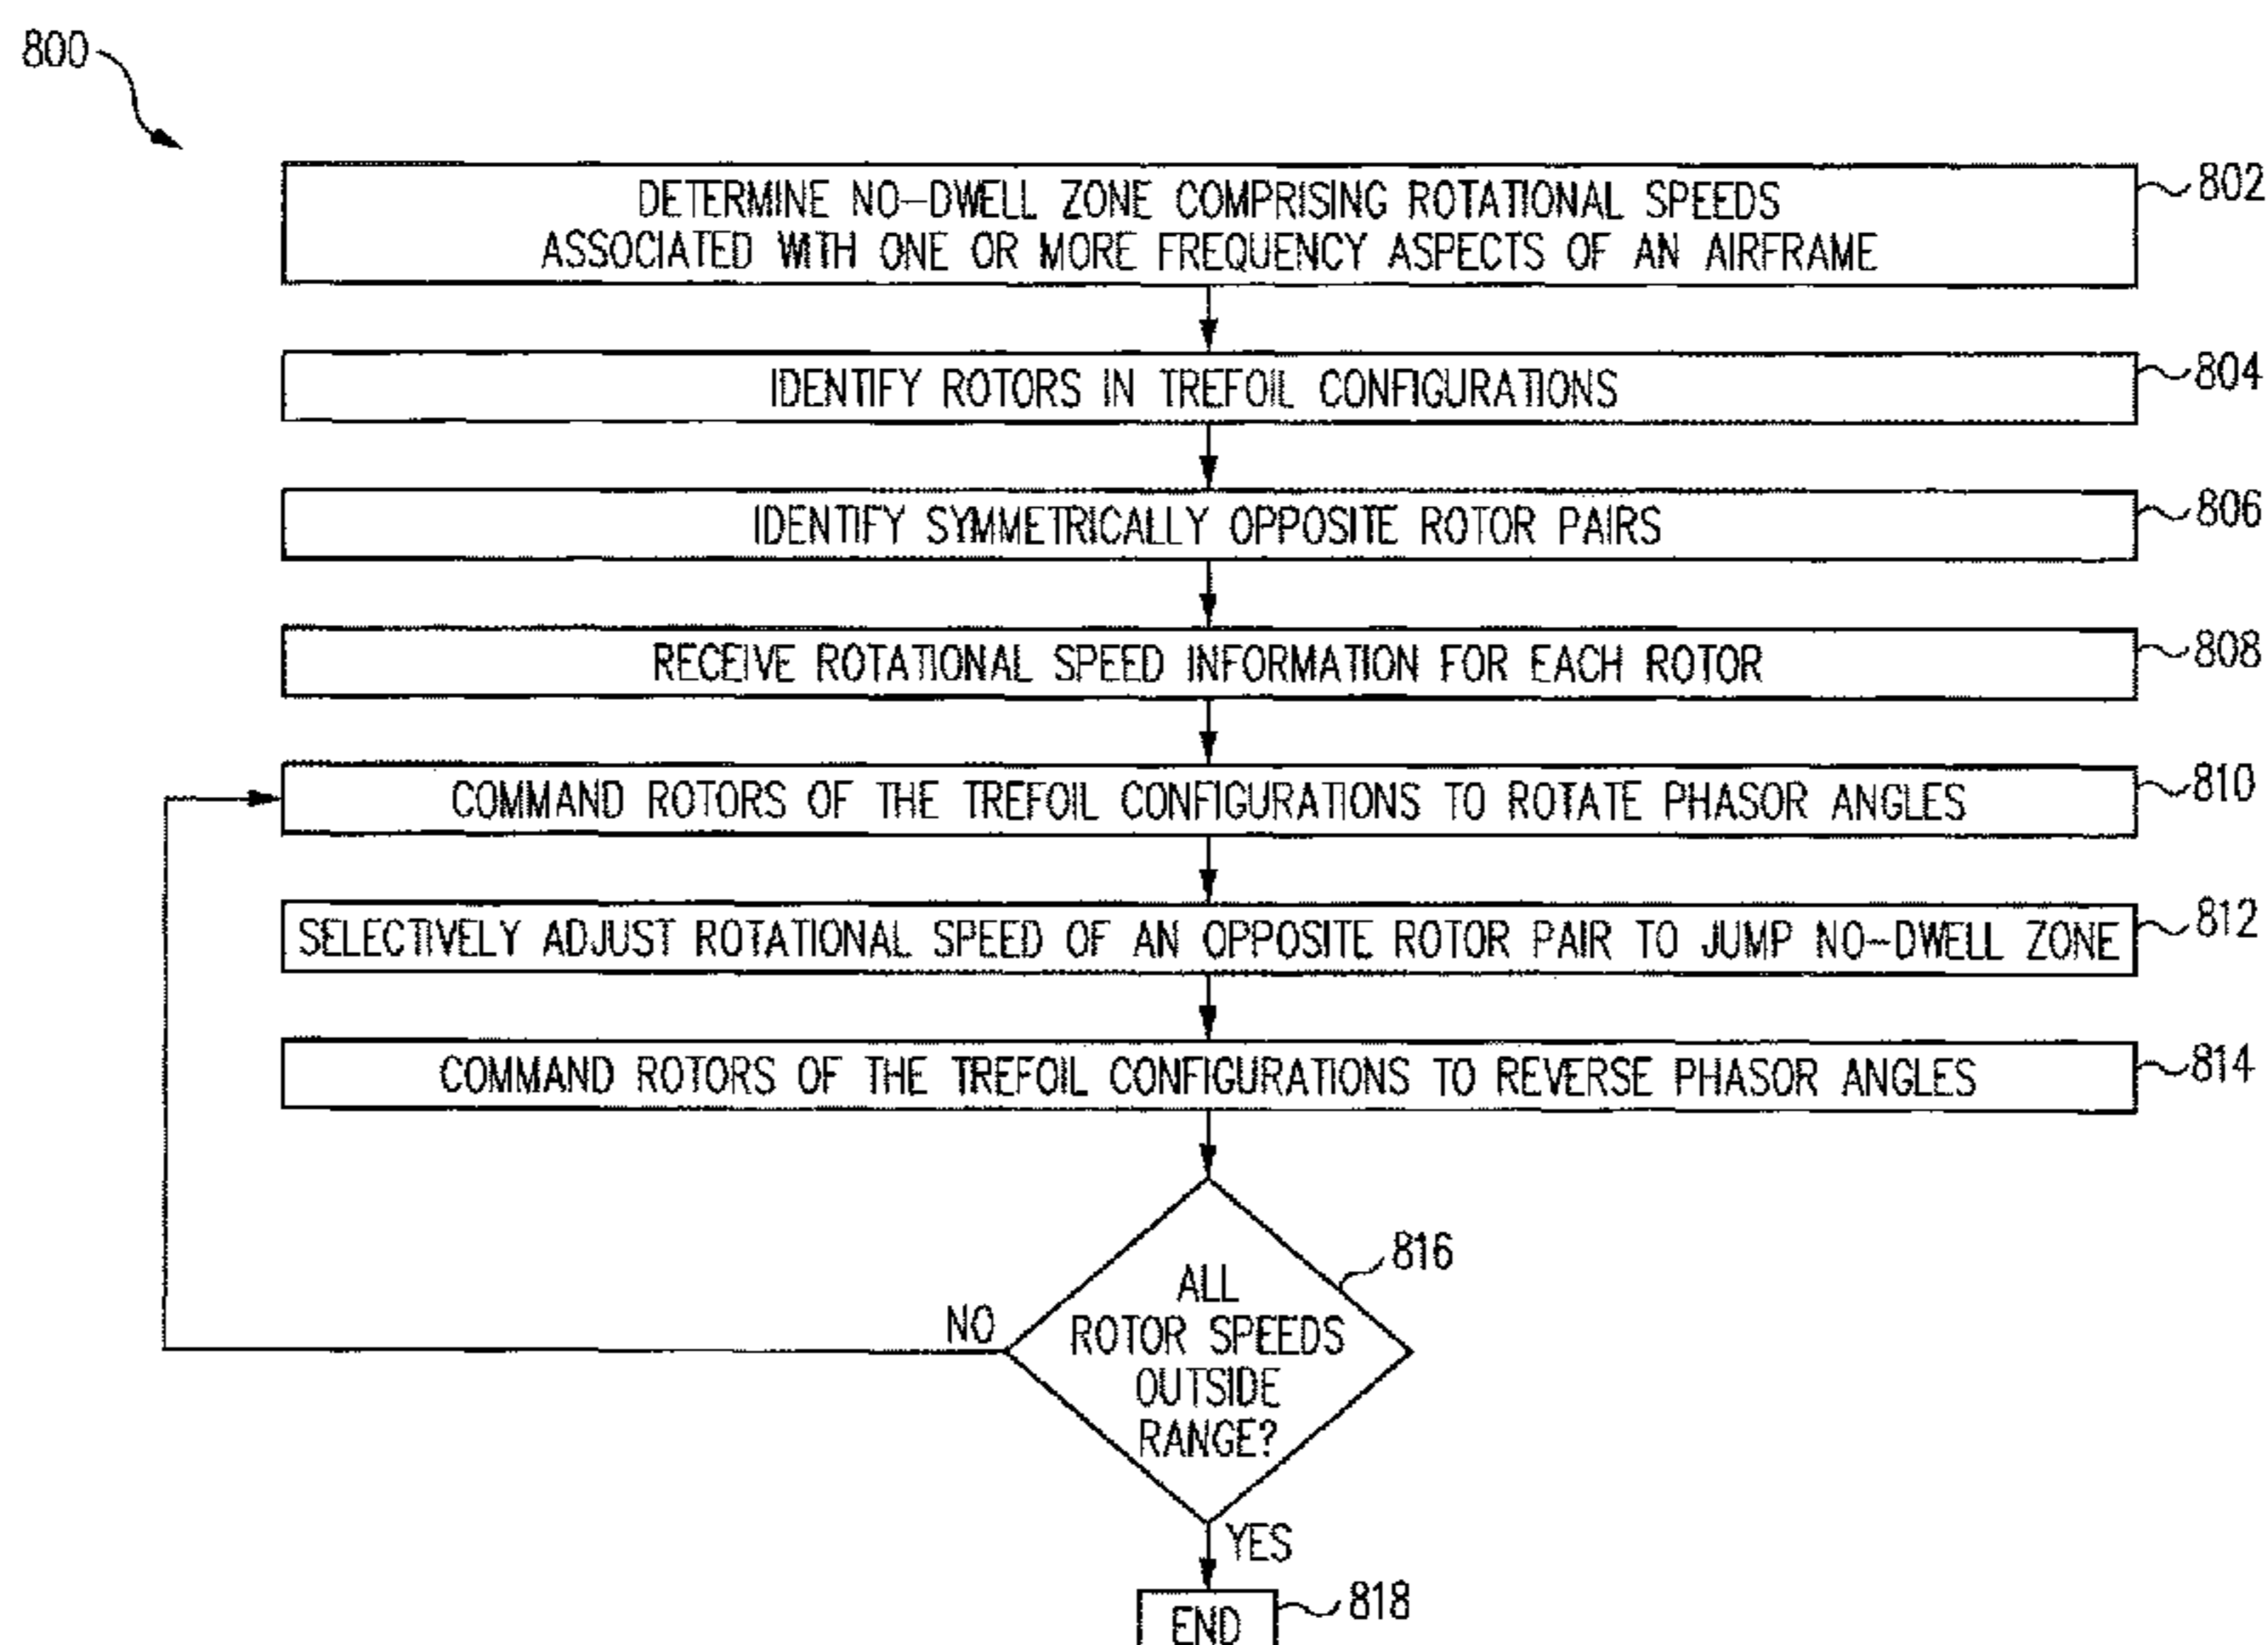 800
DETERMINE NO-DWELL ZONE COMPRISING ROTATIONAL SPEEDS
ASSOCIATED WITH ONE OR MORE FREQUENCY ASPECTS OF AN AIRFRAME
802
IDENTIFY ROTORS IN TREFOIL CONFIGURATIONS
804
IDENTIFY SYMMETRICALLY OPPOSITE ROTOR PAIRS
806
RECEIVE ROTATIONAL SPEED INFORMATION FOR EACH ROTOR
808
COMMAND ROTORS OF THE TREFOIL CONFIGURATIONS TO ROTATE PHASOR ANGLES
810
SELECTIVELY ADJUST ROTATIONAL SPEED OF AN OPPOSITE ROTOR PAIR TO JUMP NO-DWELL ZONE
812
COMMAND ROTORS OF THE TREFOIL CONFIGURATIONS TO REVERSE PHASOR ANGLES
814
816
ALL
ROTOR SPEEDS
OUTSIDE
RANGE?
NO
YES
END
818